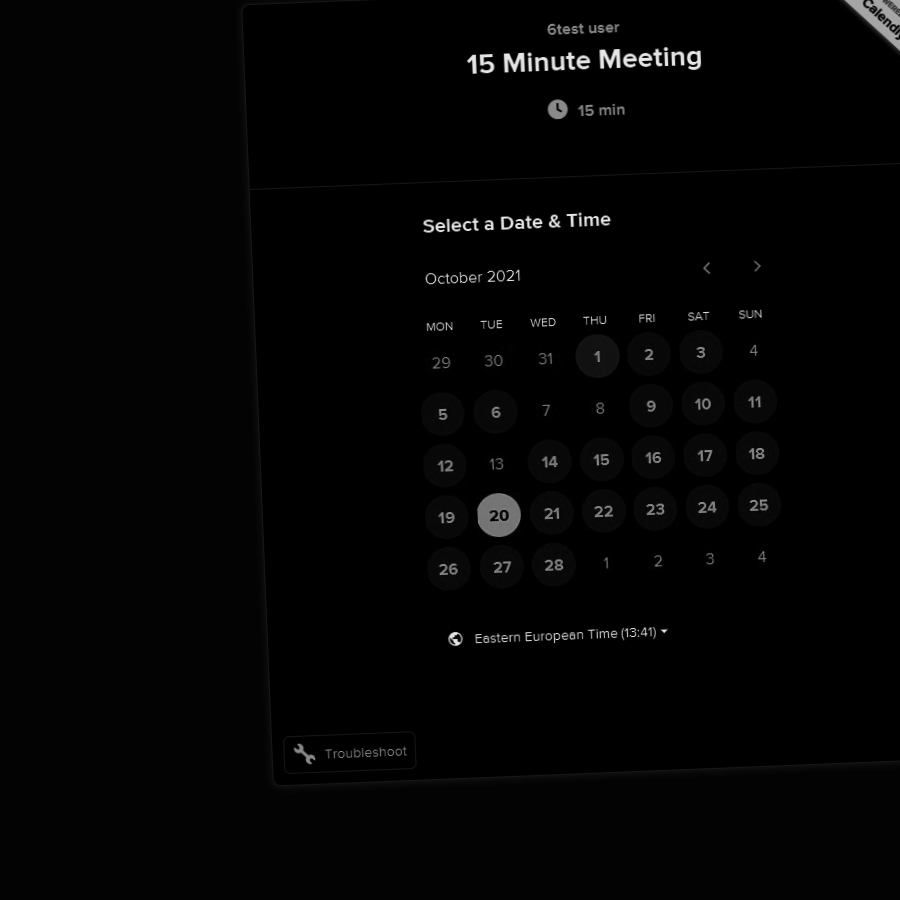 6test user
15 Minute Meeting
15 min
Calendly
Select a Date & Time
October 2021
MON TUE WED THU FRI SAT SUN
29 30 31 1 2 3 4
5 6 7 8 9 10 11
12 13 14 15 16 17 18
19 20 21 22 23 24 25
26 27 28 1 2 3 4
Eastern European Time (13:41)
Troubleshoot